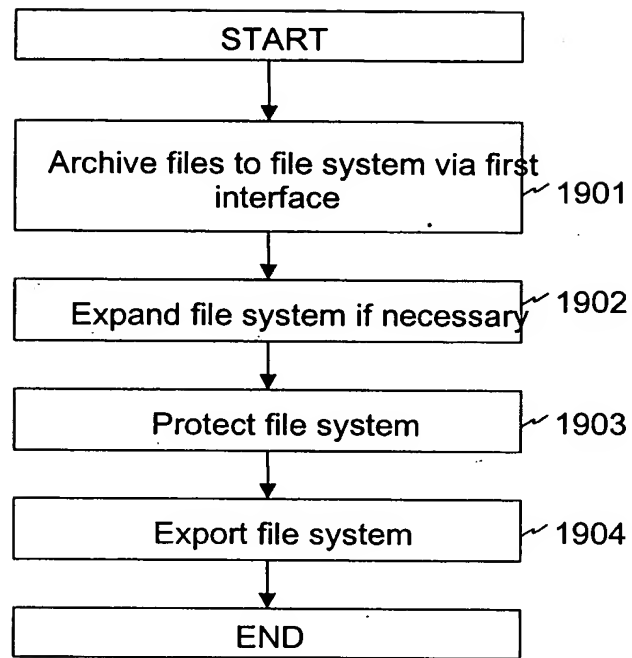 START
Archive files to file system via first
interface
1901
Expand file system if necessary
1902
Protect file system
1903
Export file system
1904
END